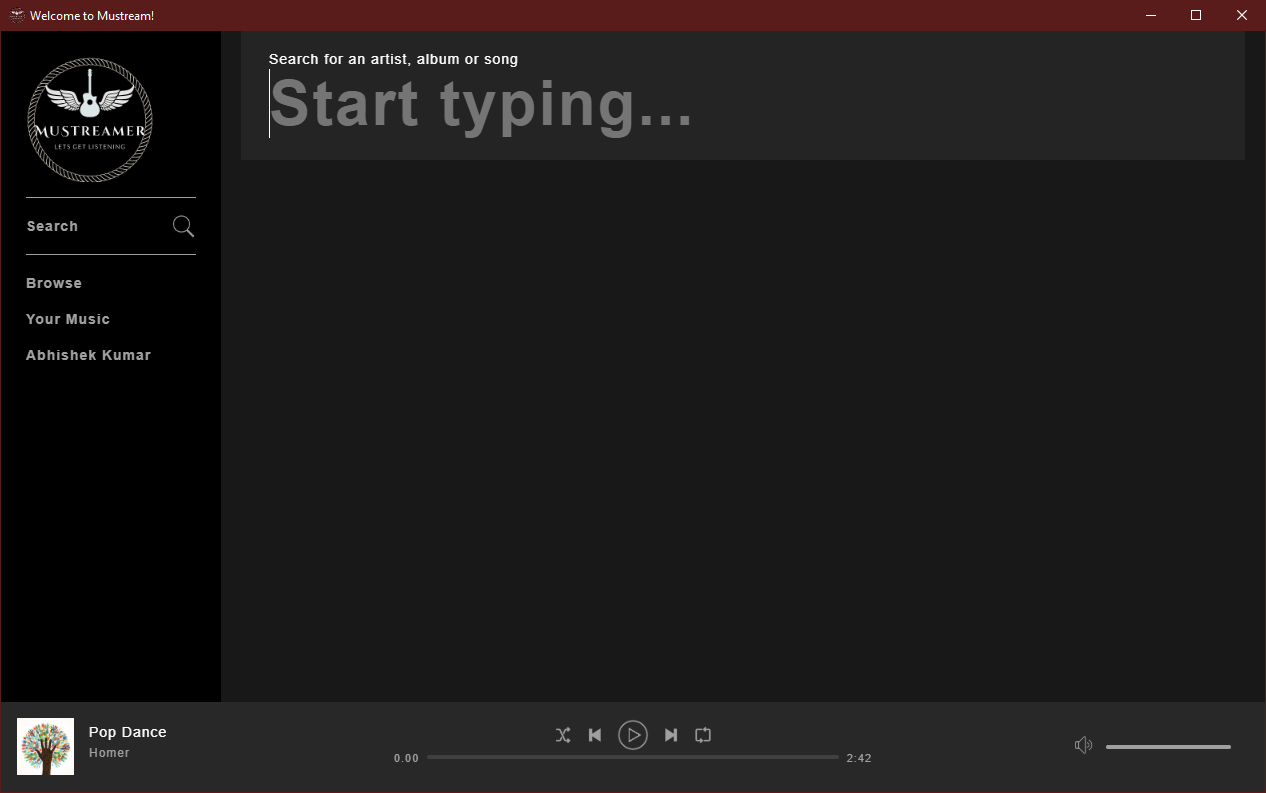 Welcome to Mustream!
MUSTREAMER
LETS GET LISTENING
Search
Browse
Your Music
Abhishek Kumar
Search for an artist, album or song
Start typing...
Pop Dance
Homer
0.00
2:42